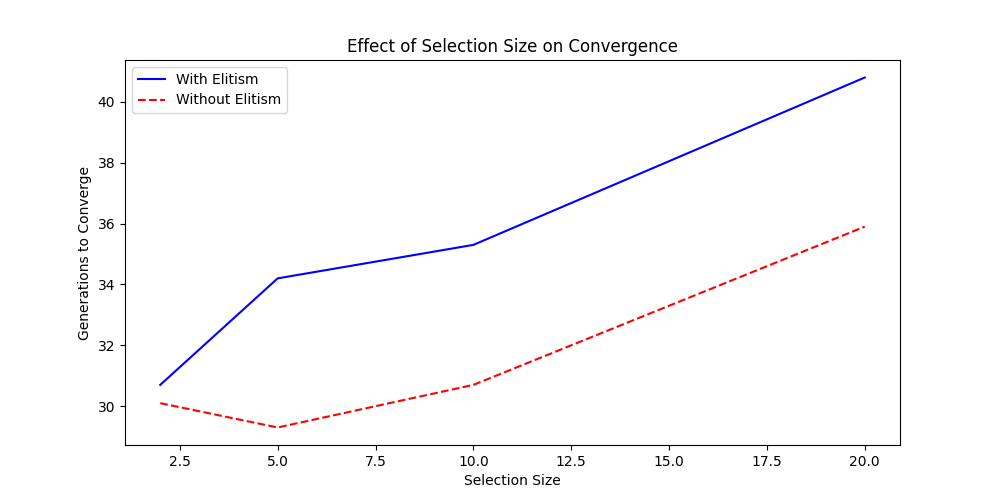 Effect of Selection Size on Convergence
With Elitism
Without Elitism
Generations to Converge
40
38
36
34
32
30
2.5 5.0 7.5 10.0 12.5 15.0 17.5 20.0
Selection Size